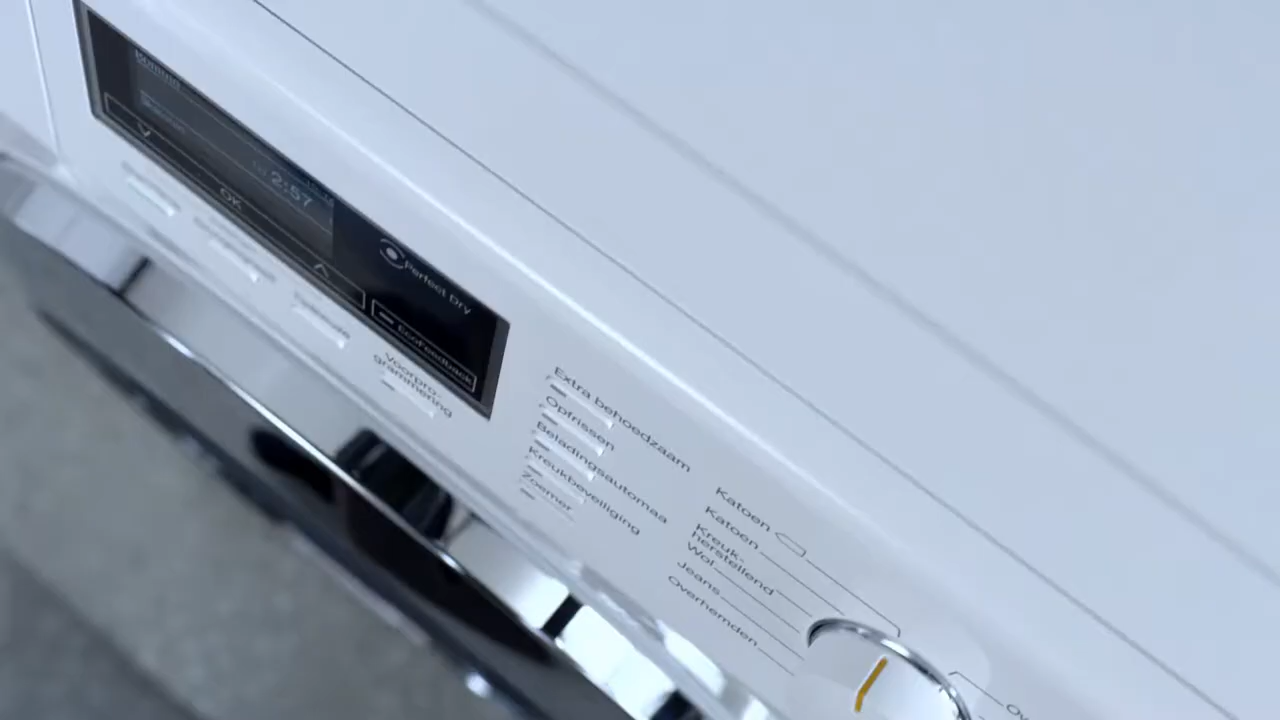 2:57
OK
Perfect Dry
EcoFeedback
Voorpro-
grammering
Extra behoedzaam
Opfrissen
Beladingsautomaa
Kreukbeveiliging
Zoemer
Katoen
Katoen
Kreuk-
herstellend
Wol
Jeans
Overhemden